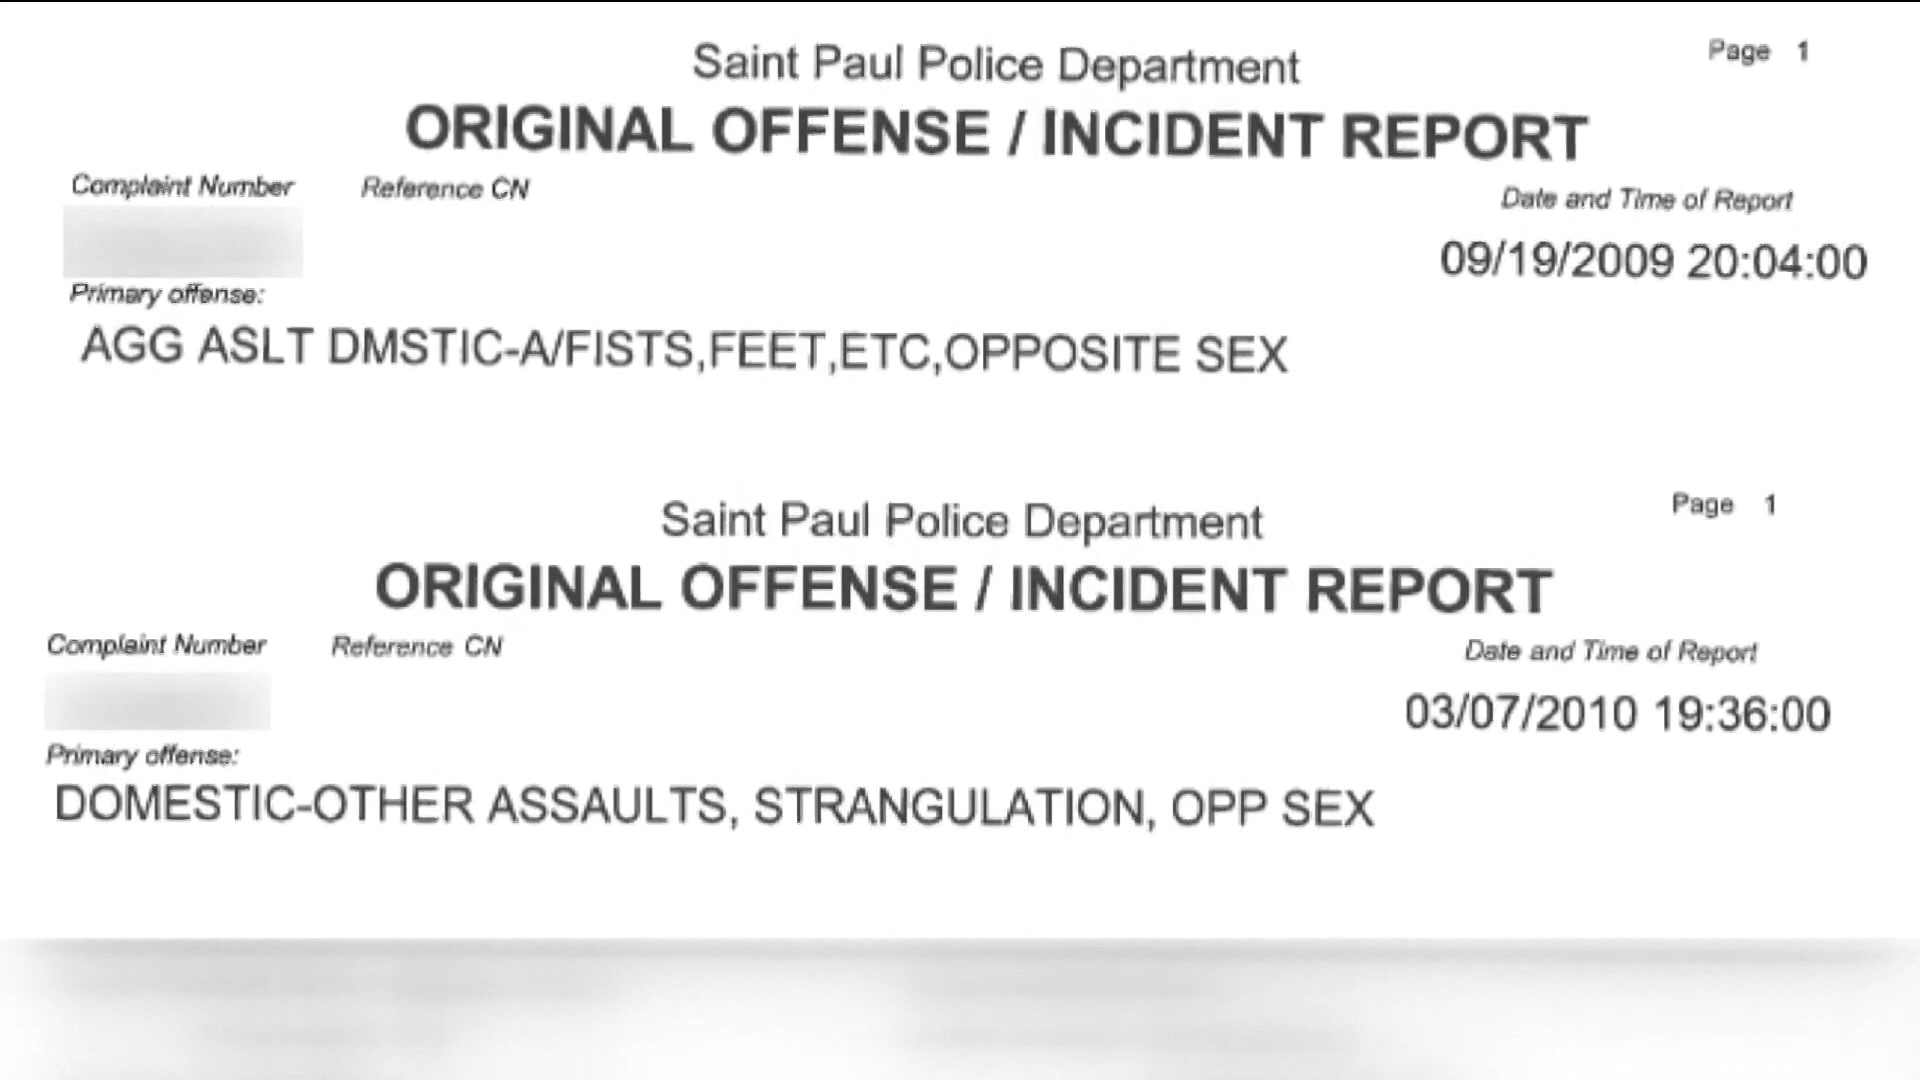 Saint Paul Police Department
Page 1
ORIGINAL OFFENSE / INCIDENT REPORT
Complaint Number Reference CN
Date and Time of Report
09/19/2009 20:04:00
Primary offense:
AGG ASLT DMSTIC-A/FISTS,FEET,ETC,OPPOSITE SEX
Saint Paul Police Department
Page 1
ORIGINAL OFFENSE / INCIDENT REPORT
Complaint Number Reference CN
Date and Time of Report
03/07/2010 19:36:00
Primary offense:
DOMESTIC-OTHER ASSAULTS, STRANGULATION, OPP SEX